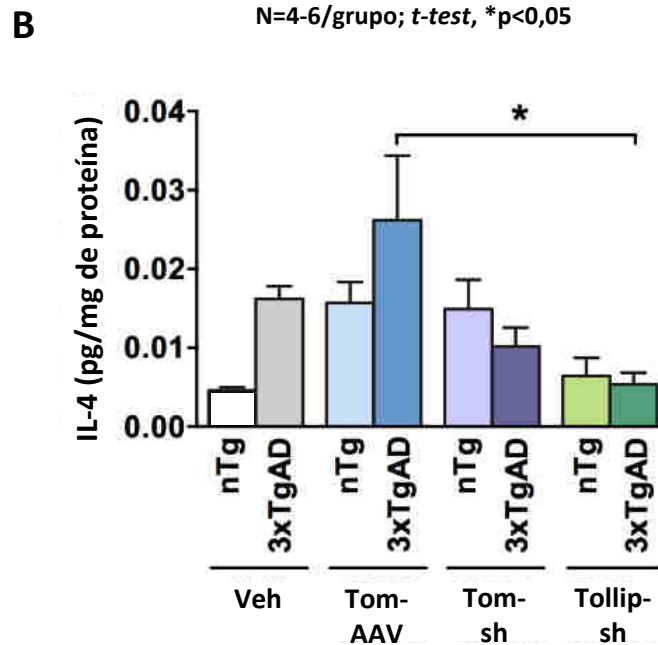 B
N=4-6/grupo; t-test, *p<0,05
IL-4 (pg/mg de proteína)
0.04
0.03
0.02
0.01
0.00
*
nTg
3xTgAD
nTg
3xTgAD
nTg
3xTgAD
nTg
3xTgAD
Veh
Tom-
AAV
Tom-
sh
Tollip-
sh